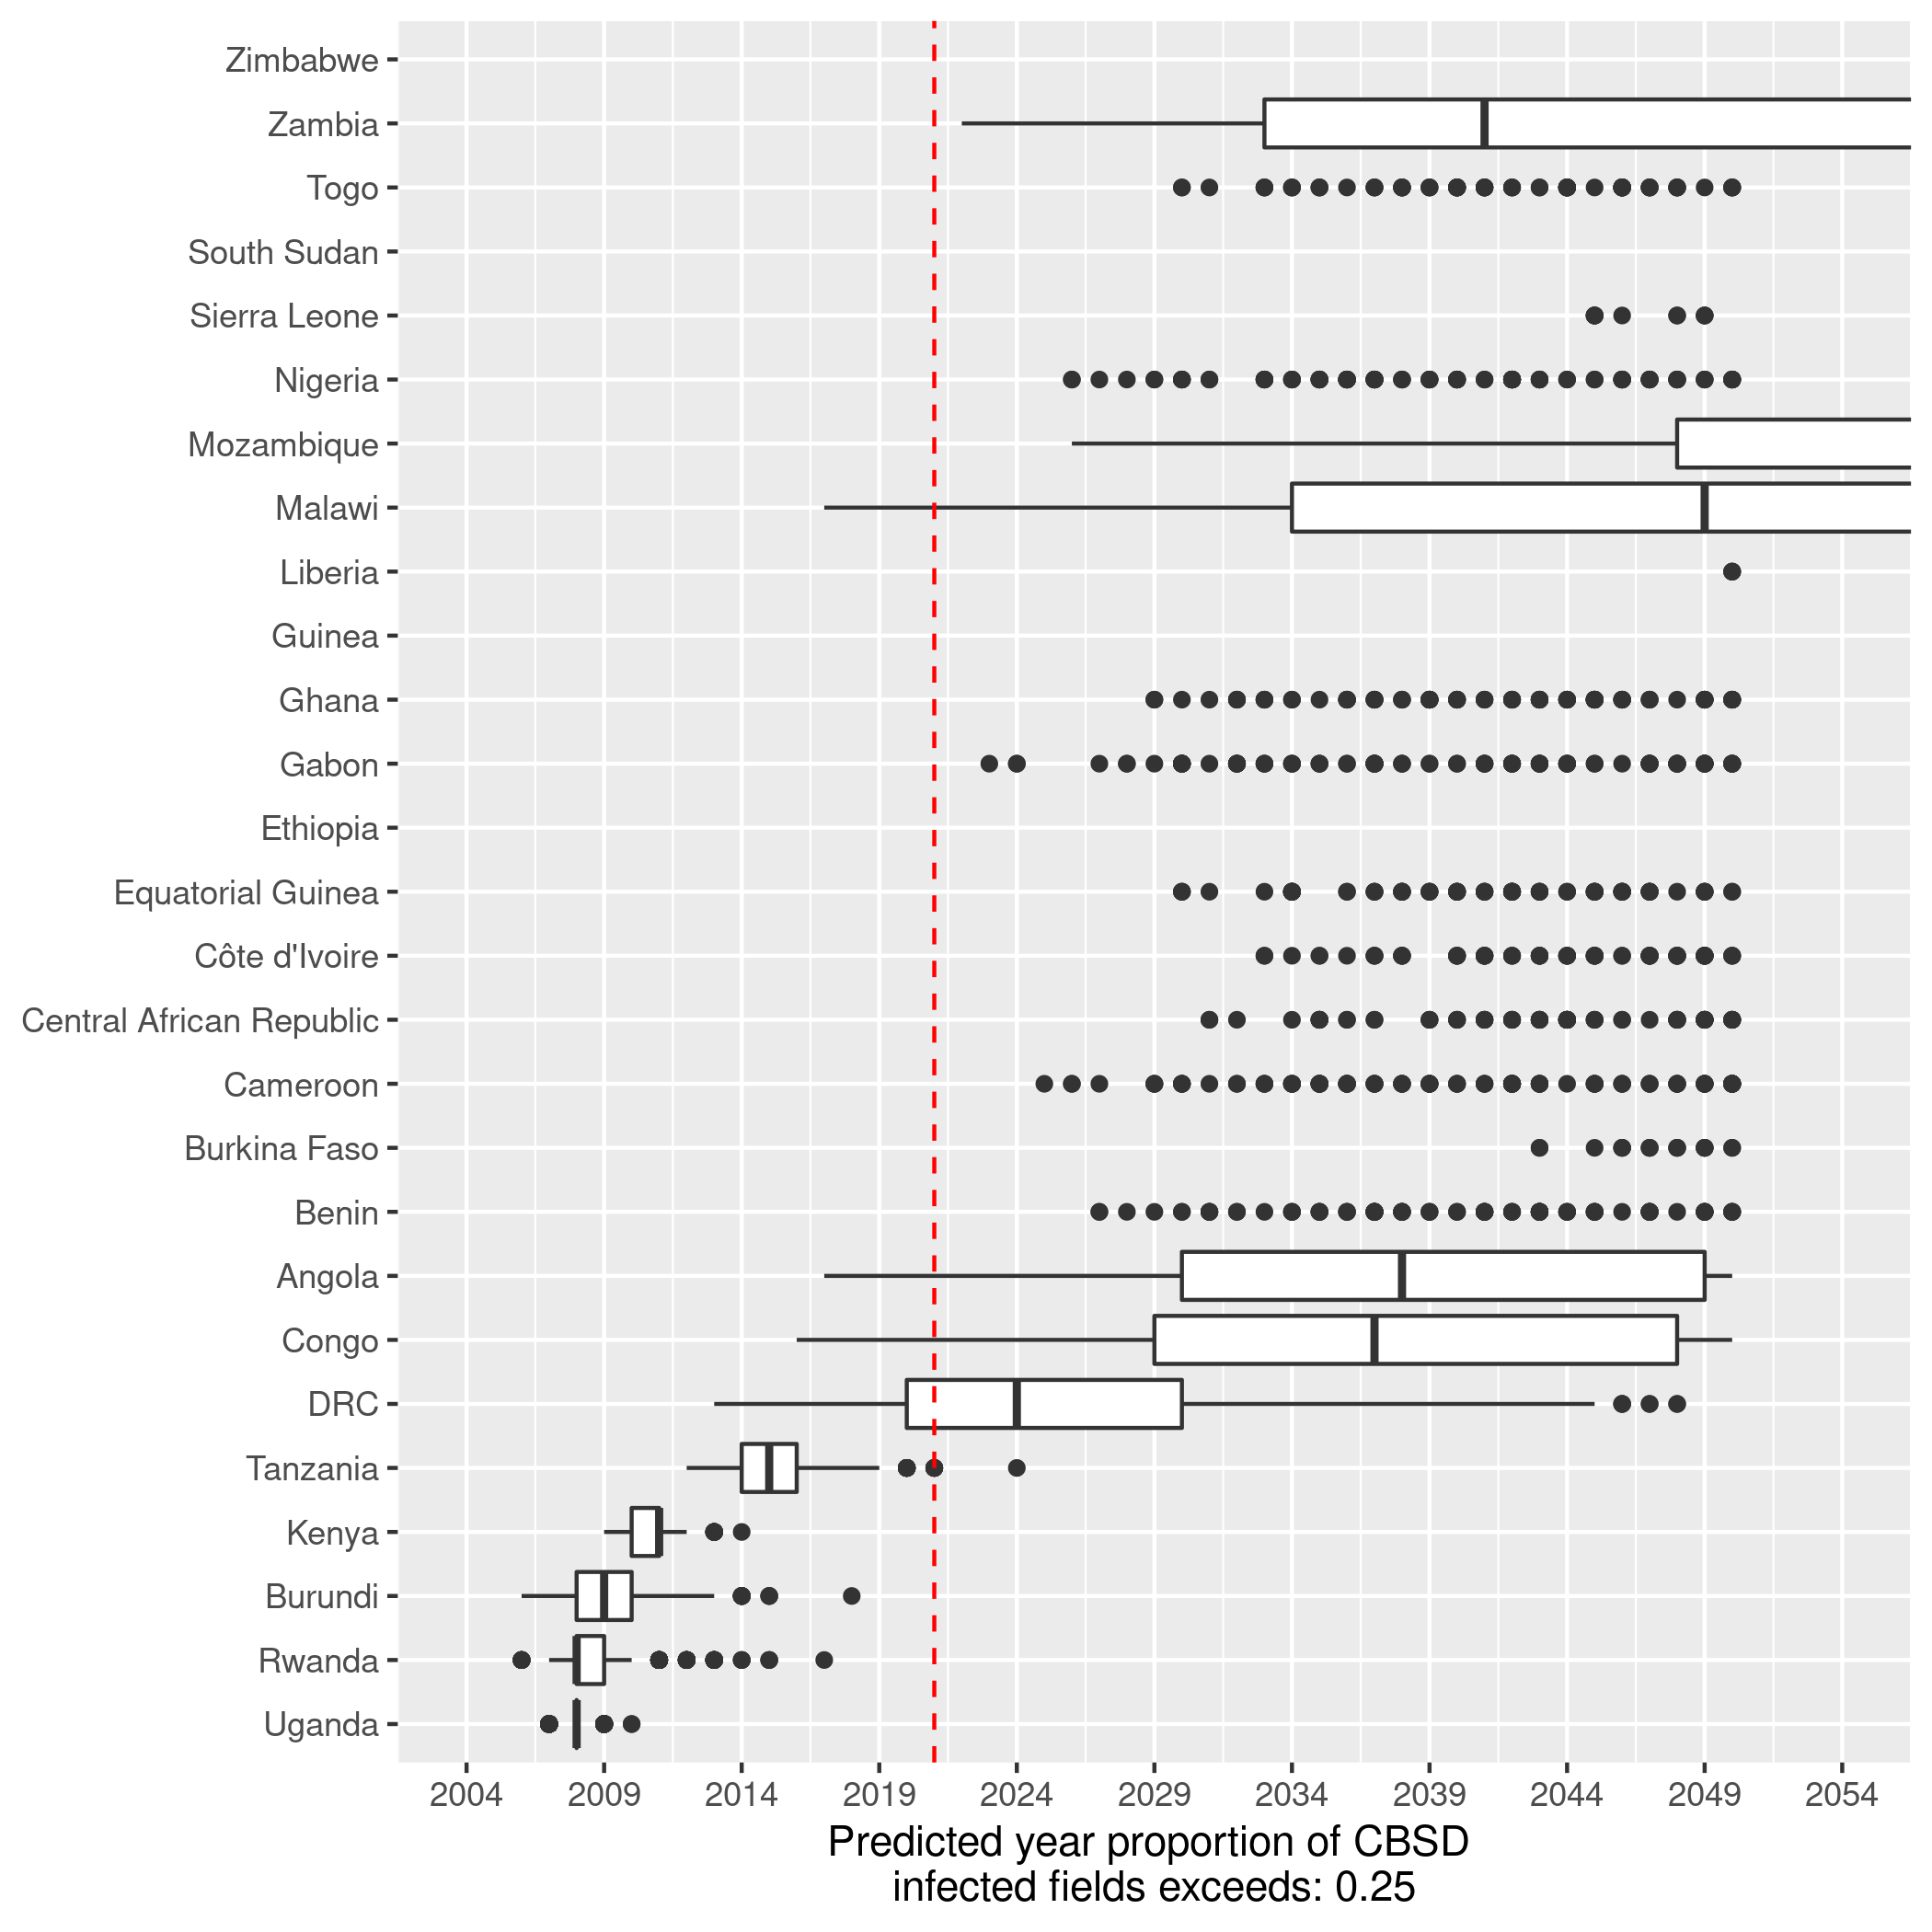 Zimbabwe
Zambia
Togo
South Sudan
Sierra Leone
Nigeria
Mozambique
Malawi
Liberia
Guinea
Ghana
Gabon
Ethiopia
Equatorial Guinea
Côte d'Ivoire
Central African Republic
Cameroon
Burkina Faso
Benin
Angola
Congo
DRC
Tanzania
Kenya
Burundi
Rwanda
Uganda
2004 2009 2014 2019 2024 2029 2034 2039 2044 2049 2054
Predicted year proportion of CBSD
infected fields exceeds: 0.25